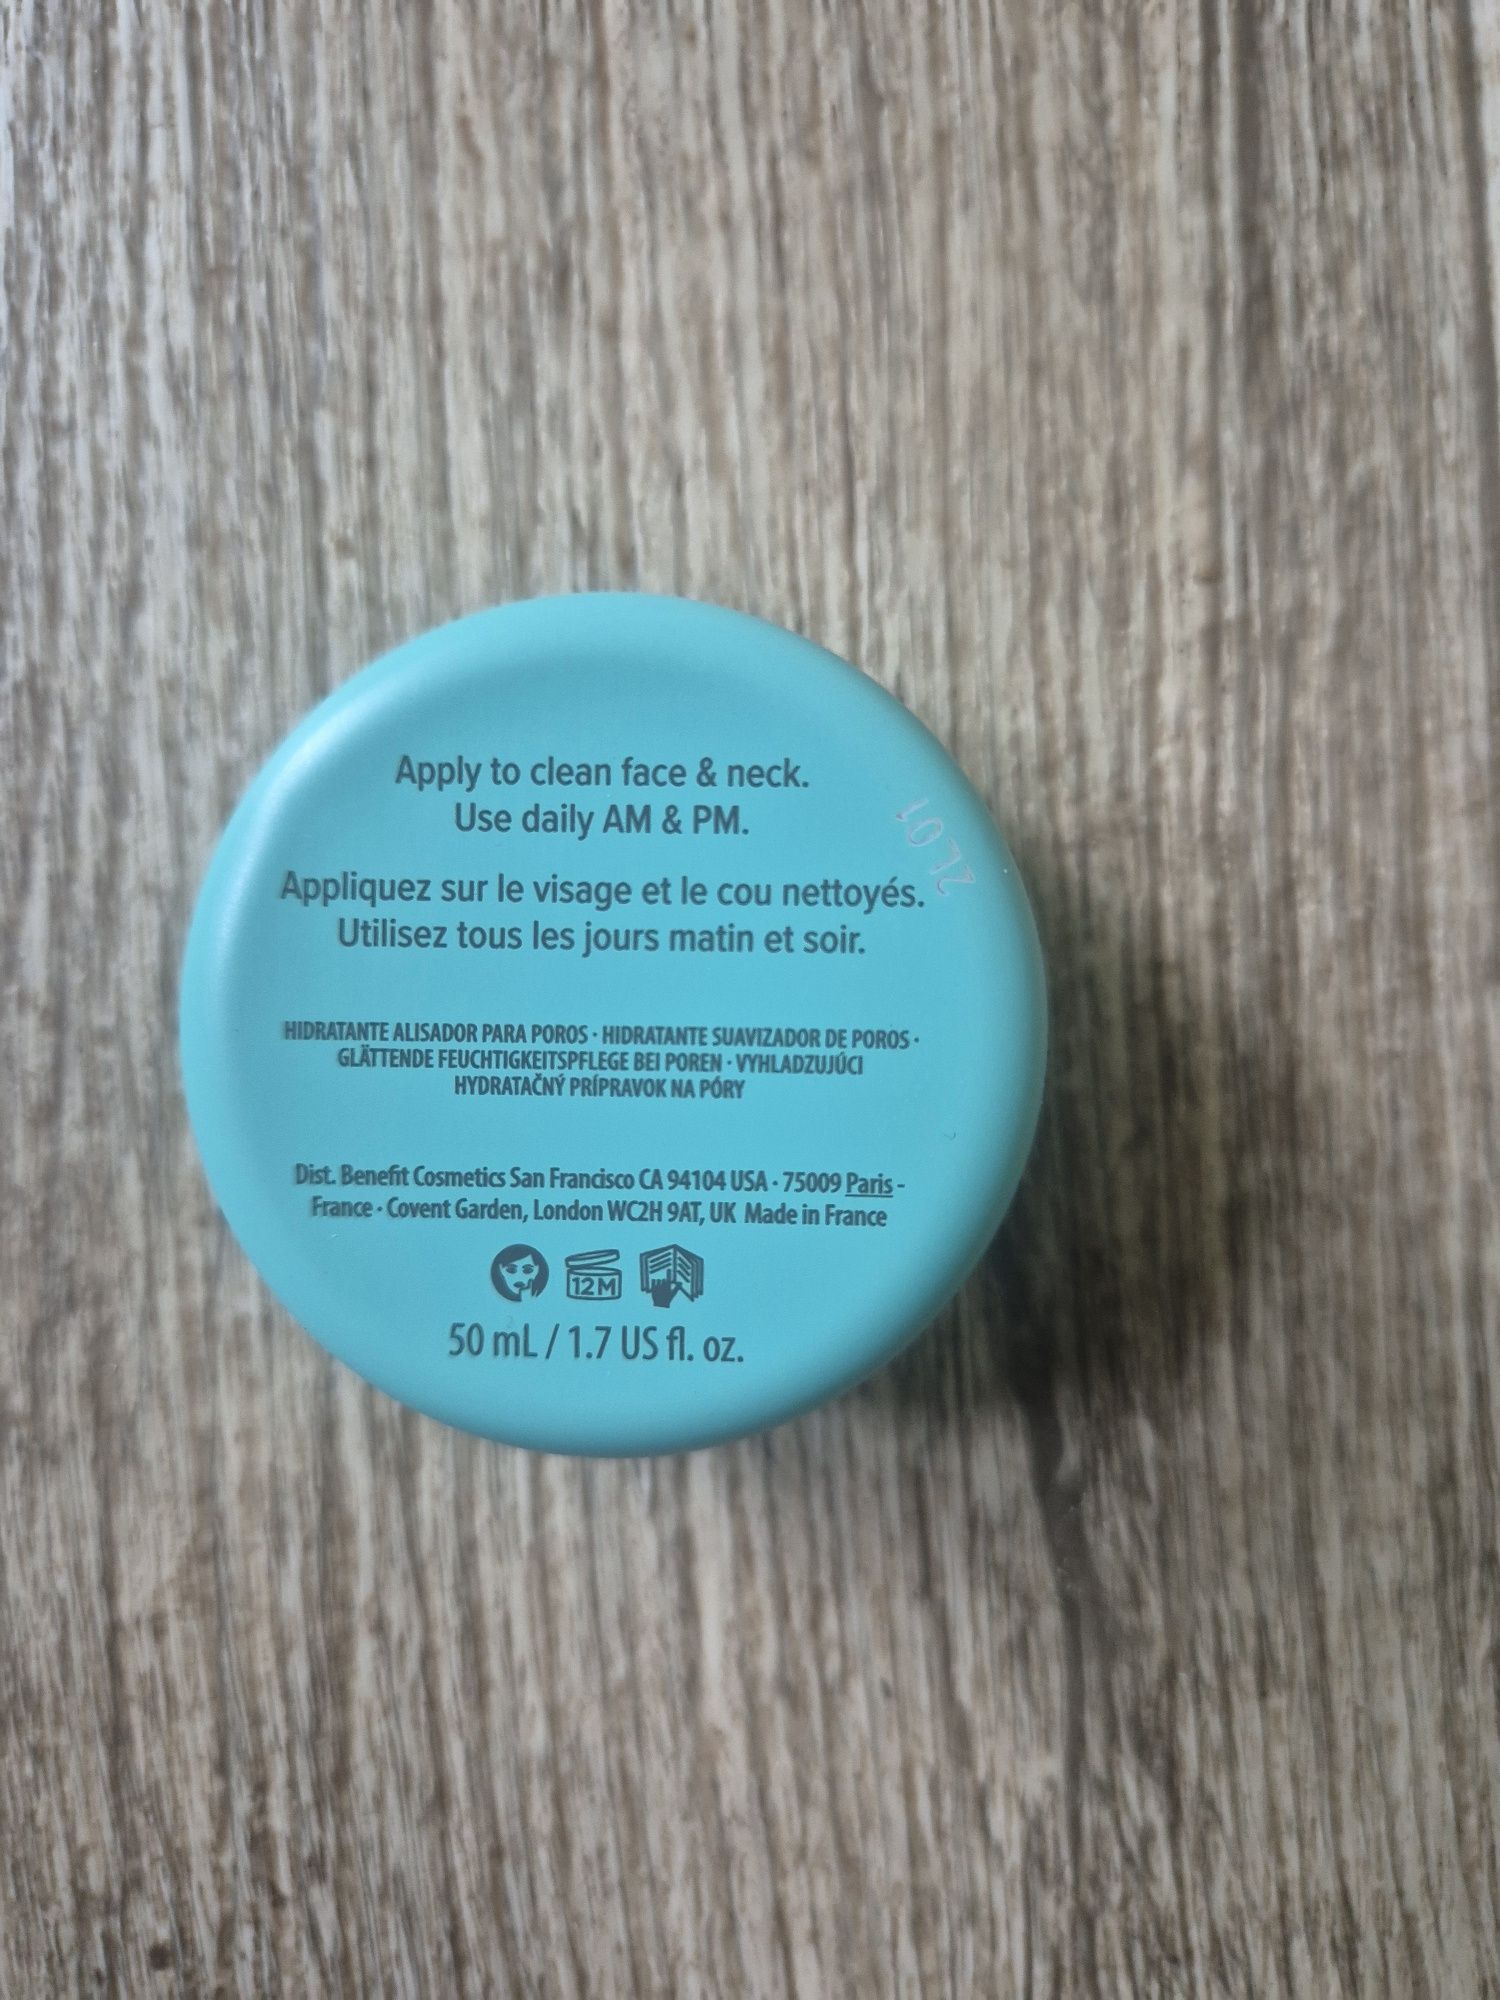 Apply to clean face & neck.
Use daily AM & PM.
Appliquez sur le visage et le cou nettoyés.
Utilisez tous les jours matin et soir.
HIDRATANTE ALISADOR PARA POROS · HIDRATANTE SUAVIZADOR DE POROS ·
GLÄTTENDE FEUCHTIGKEITSPFLEGE BEI POREN · VYHLADZUJÚCI
HYDRATAČNÝ PRÍPRAVOK NA PÓRY
Dist. Benefit Cosmetics San Francisco CA 94104 USA · 75009 Paris -
France · Covent Garden, London WC2H 9AT, UK Made in France
12M
50 mL / 1.7 US fl. oz.
2L01